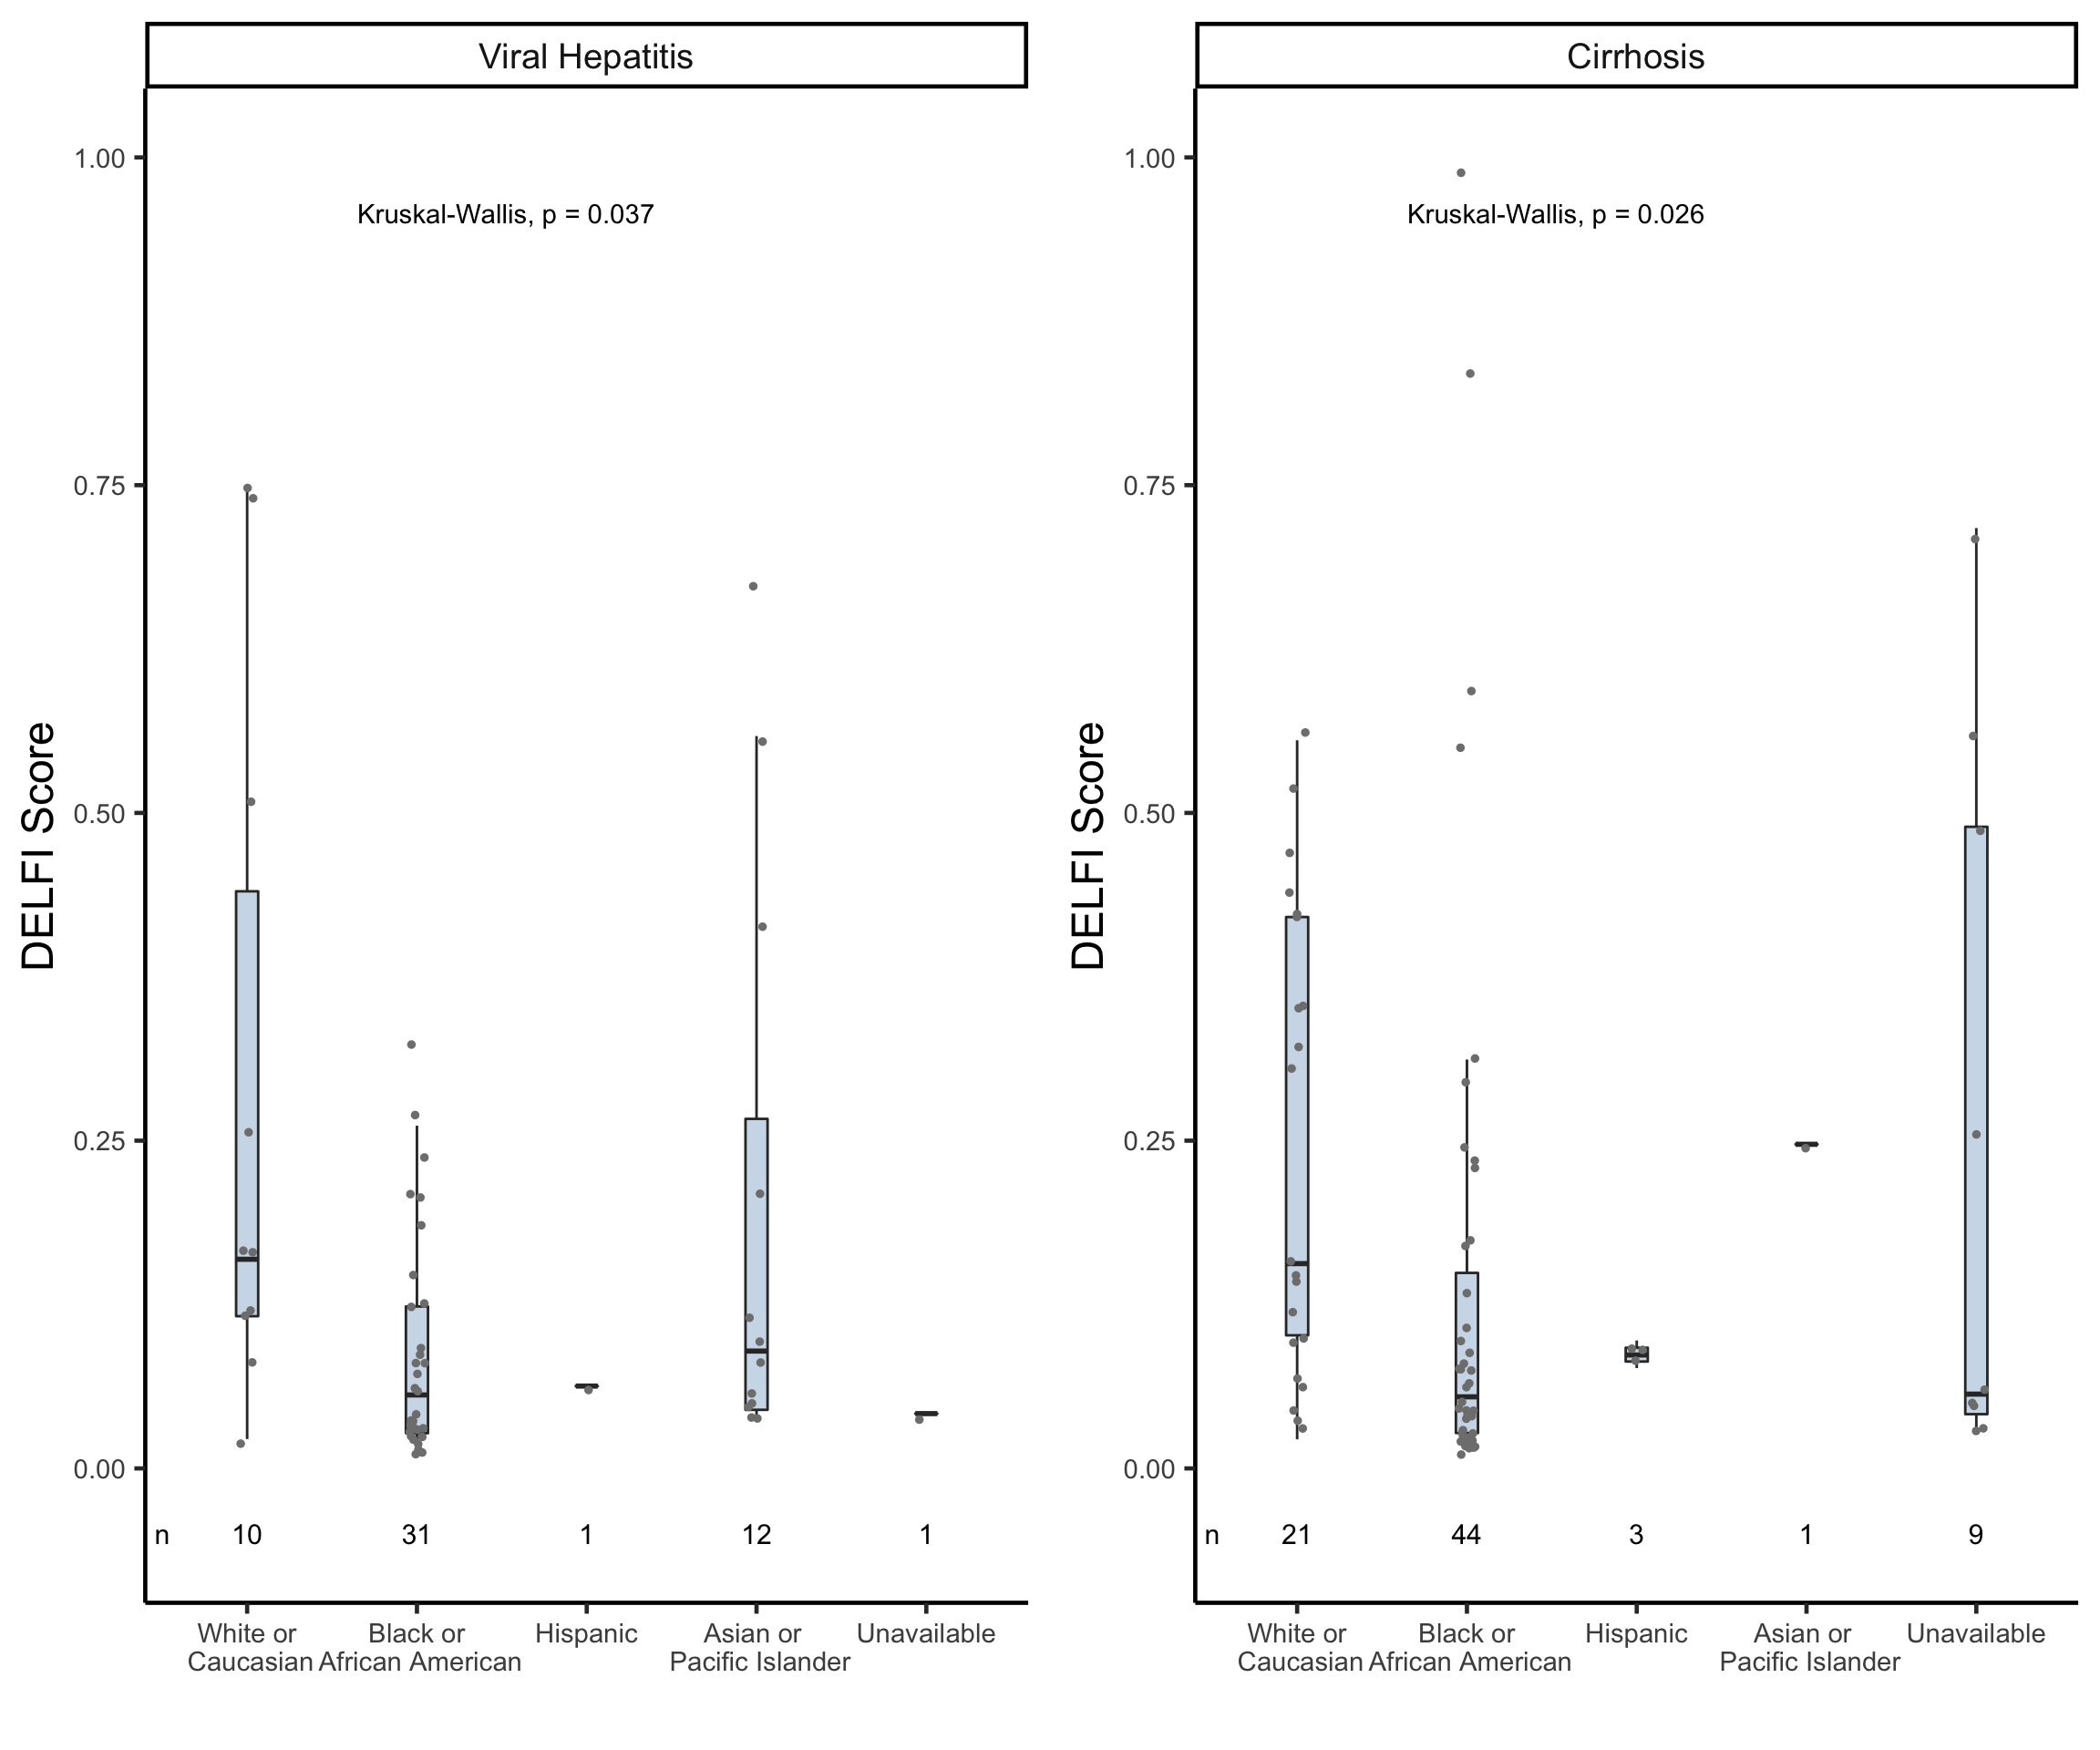 Viral Hepatitis
DELFI Score
1.00
0.75
0.50
0.25
0.00
Kruskal-Wallis, p = 0.037
n 10 31 1 12 1
White or Caucasian
Black or African American
Hispanic
Asian or Pacific Islander
Unavailable
Cirrhosis
DELFI Score
1.00
0.75
0.50
0.25
0.00
Kruskal-Wallis, p = 0.026
n 21 44 3 1 9
White or Caucasian
Black or African American
Hispanic
Asian or Pacific Islander
Unavailable